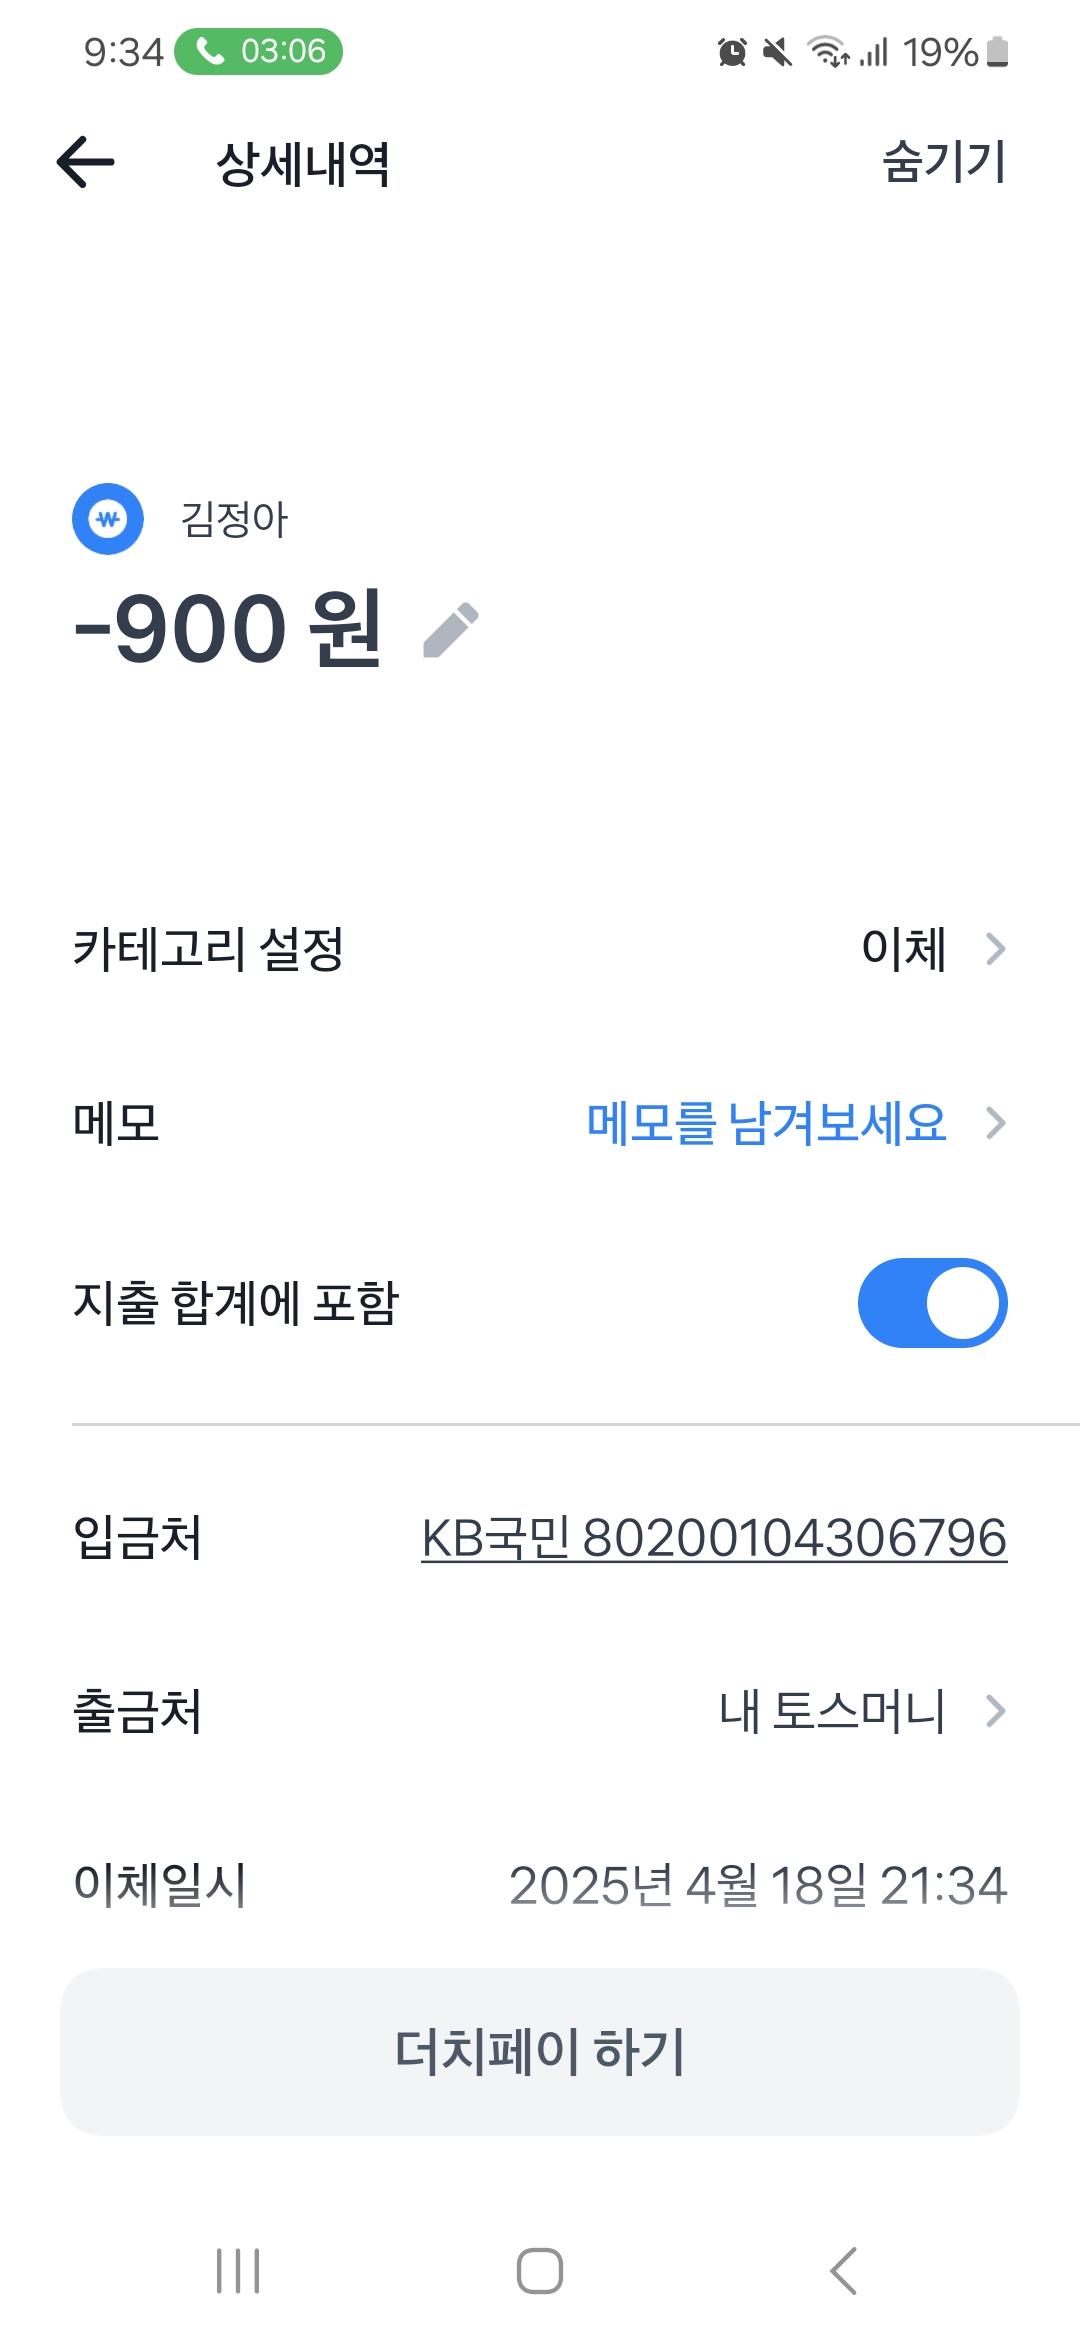 9:34 03:06 19%
상세내역 숨기기
김정아
-900 원
카테고리 설정 이체
메모 메모를 남겨보세요
지출 합계에 포함
입금처 KB국민 80200104306796
출금처 내 토스머니
이체일시 2025년 4월 18일 21:34
더치페이 하기